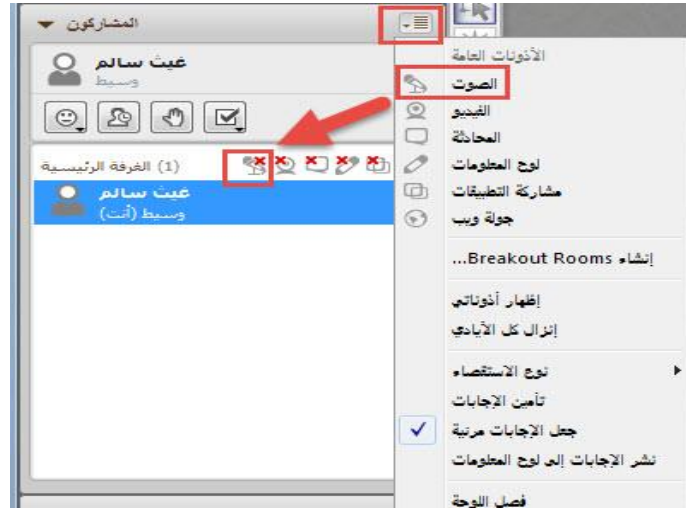 المشاركون
غيث سالم
وسيط
الغرفة الرئيسية (1)
غيث سالم
وسيط (أنت)
الأذونات العامة
الصوت
الفيديو
المحادثة
لوح المعلومات
مشاركة التطبيقات
جولة ويب
إنشاء Breakout Rooms...
إظهار أذوناتي
إنزال كل الأيادي
نوع الاستقصاء
تأمين الإجابات
جعل الإجابات مرئية
نشر الإجابات إلى لوح المعلومات
فصل اللوحة